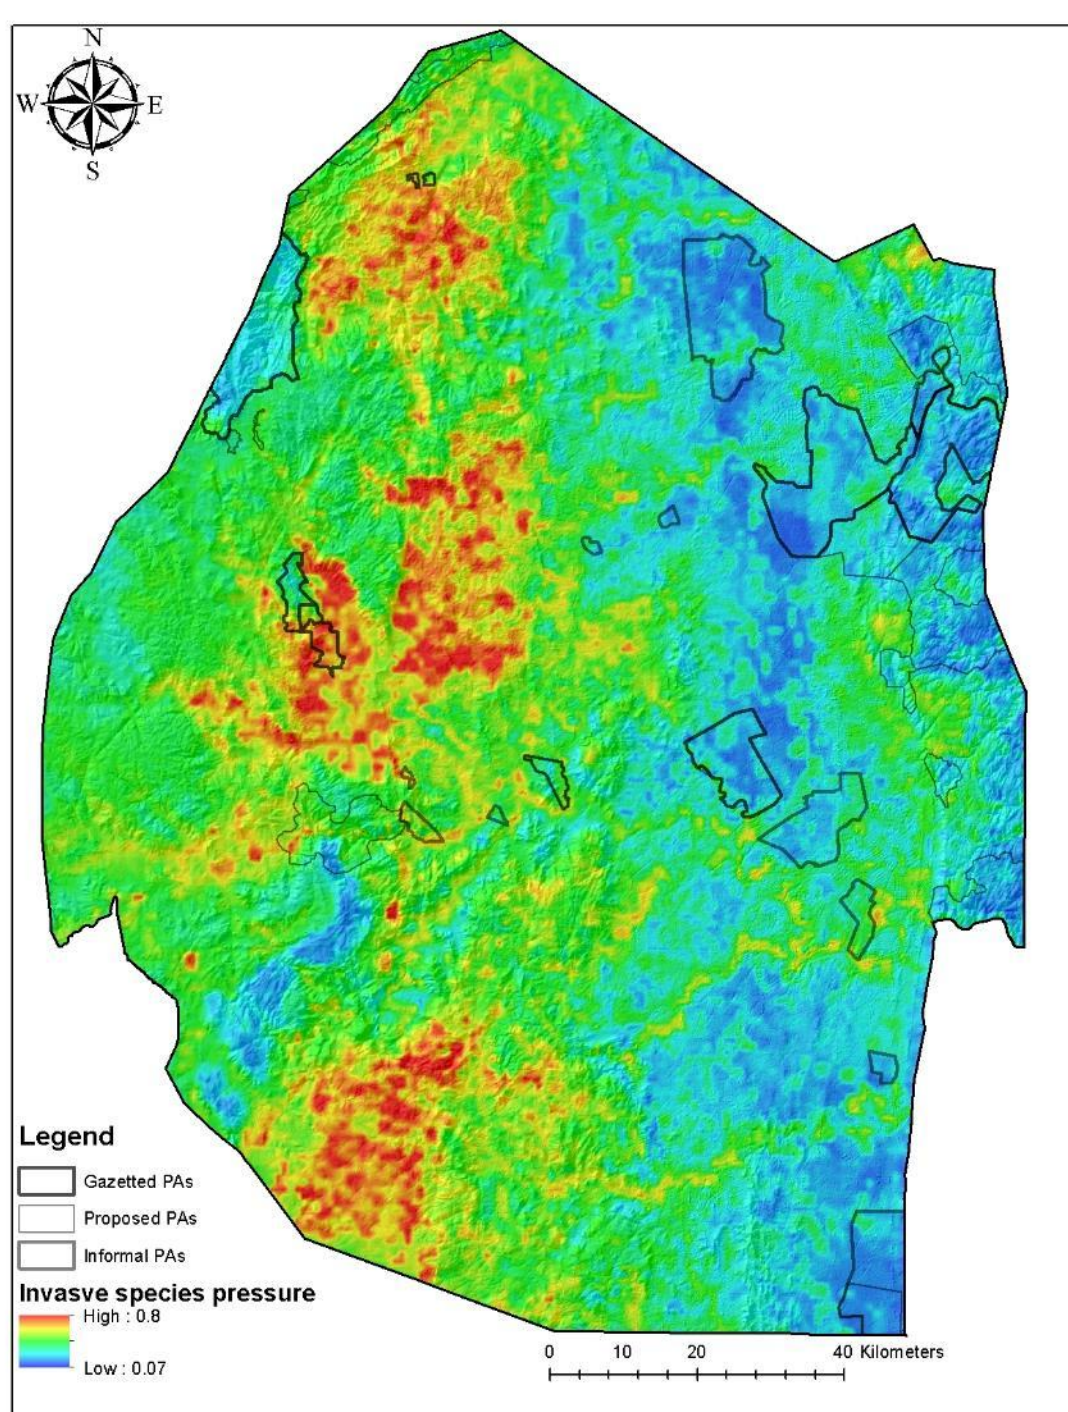 N
W E
S
Legend
Gazetted PAs
Proposed PAs
Informal PAs
Invasve species pressure
High : 0.8
Low : 0.07
0 10 20 40 Kilometers